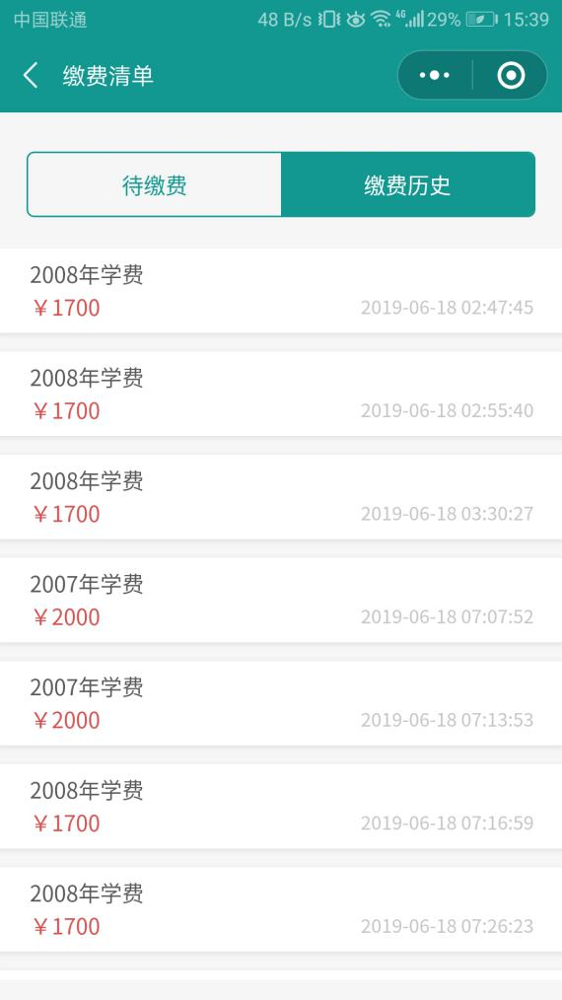 中国联通 48 B/s 4G 29% 15:39
缴费清单
待缴费 缴费历史
2008年学费
￥1700 2019-06-18 02:47:45
2008年学费
￥1700 2019-06-18 02:55:40
2008年学费
￥1700 2019-06-18 03:30:27
2007年学费
￥2000 2019-06-18 07:07:52
2007年学费
￥2000 2019-06-18 07:13:53
2008年学费
￥1700 2019-06-18 07:16:59
2008年学费
￥1700 2019-06-18 07:26:23